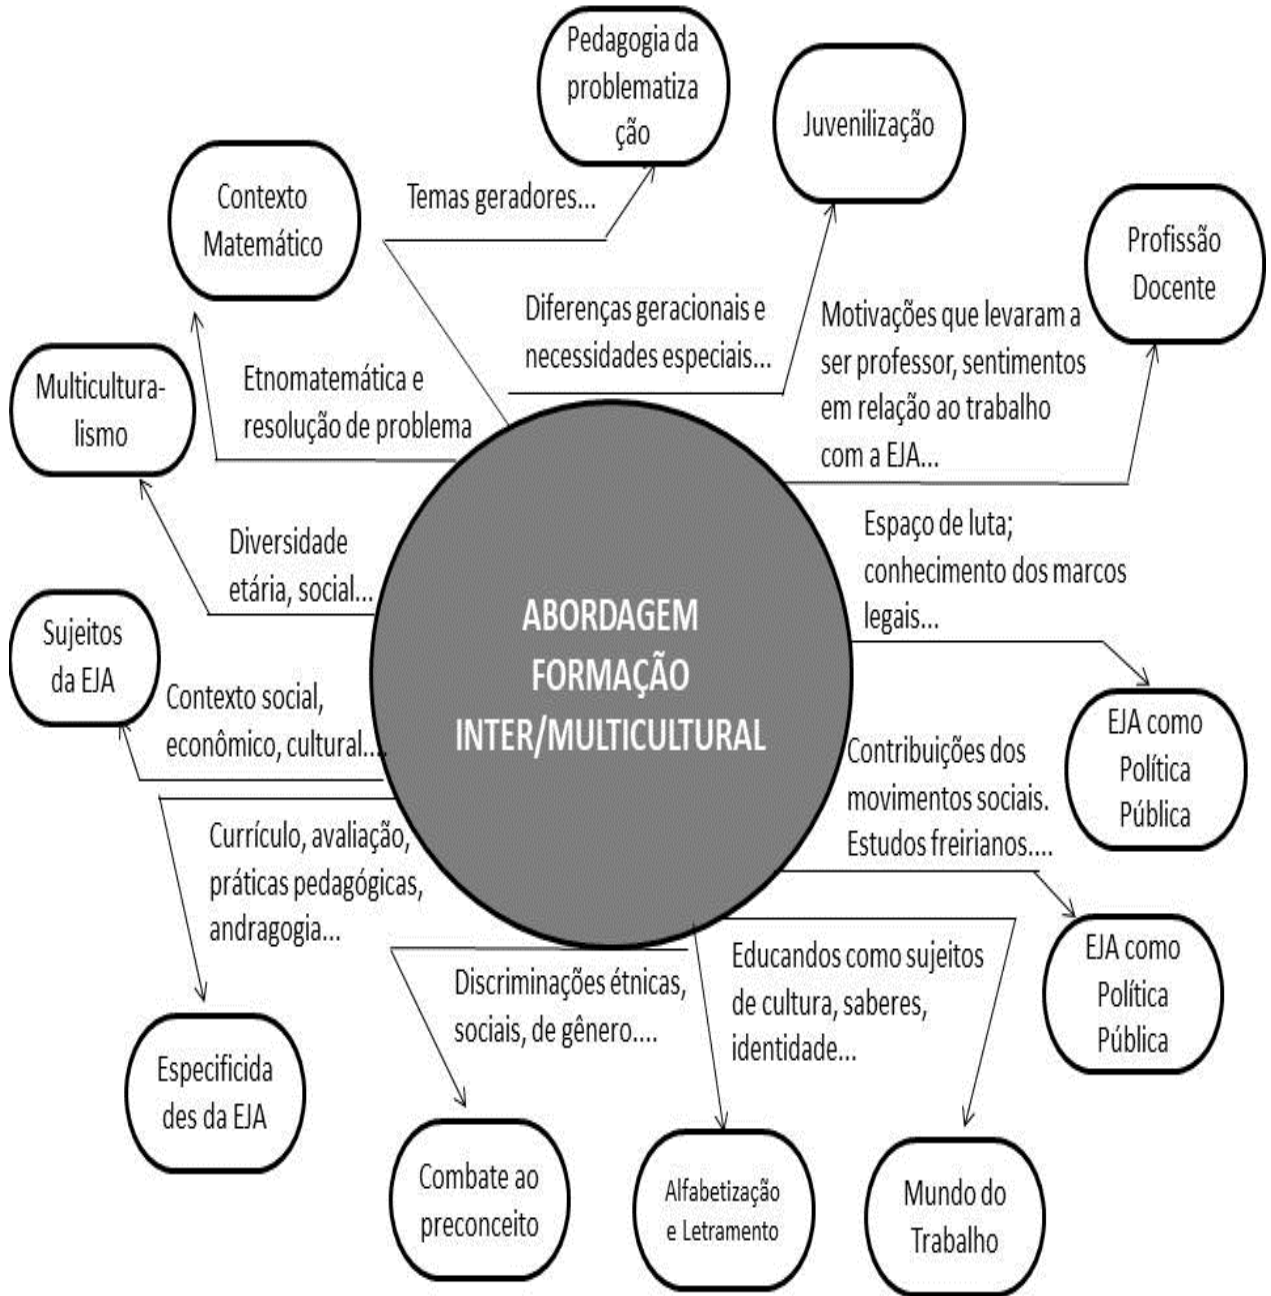 Pedagogia da
problematiza
ção
Juvenilização
Contexto
Matemático
Temas geradores...
Profissão
Docente
Diferenças geracionais e
necessidades especiais...
Motivações que levaram a
ser professor, sentimentos
em relação ao trabalho
com a EJA...
Multicultura-
lismo
Etnomatemática e
resolução de problema
Espaço de luta;
conhecimento dos marcos
legais...
Diversidade
etária, social...
ABORDAGEM
FORMAÇÃO
INTER/MULTICULTURAL
Sujeitos
da EJA
Contexto social,
econômico, cultural....
EJA como
Política
Pública
Contribuições dos
movimentos sociais.
Estudos freirianos....
Currículo, avaliação,
práticas pedagógicas,
andragogia...
EJA como
Política
Pública
Discriminações étnicas,
sociais, de gênero....
Educandos como sujeitos
de cultura, saberes,
identidade...
Especificida
des da EJA
Combate ao
preconceito
Alfabetização
e Letramento
Mundo do
Trabalho